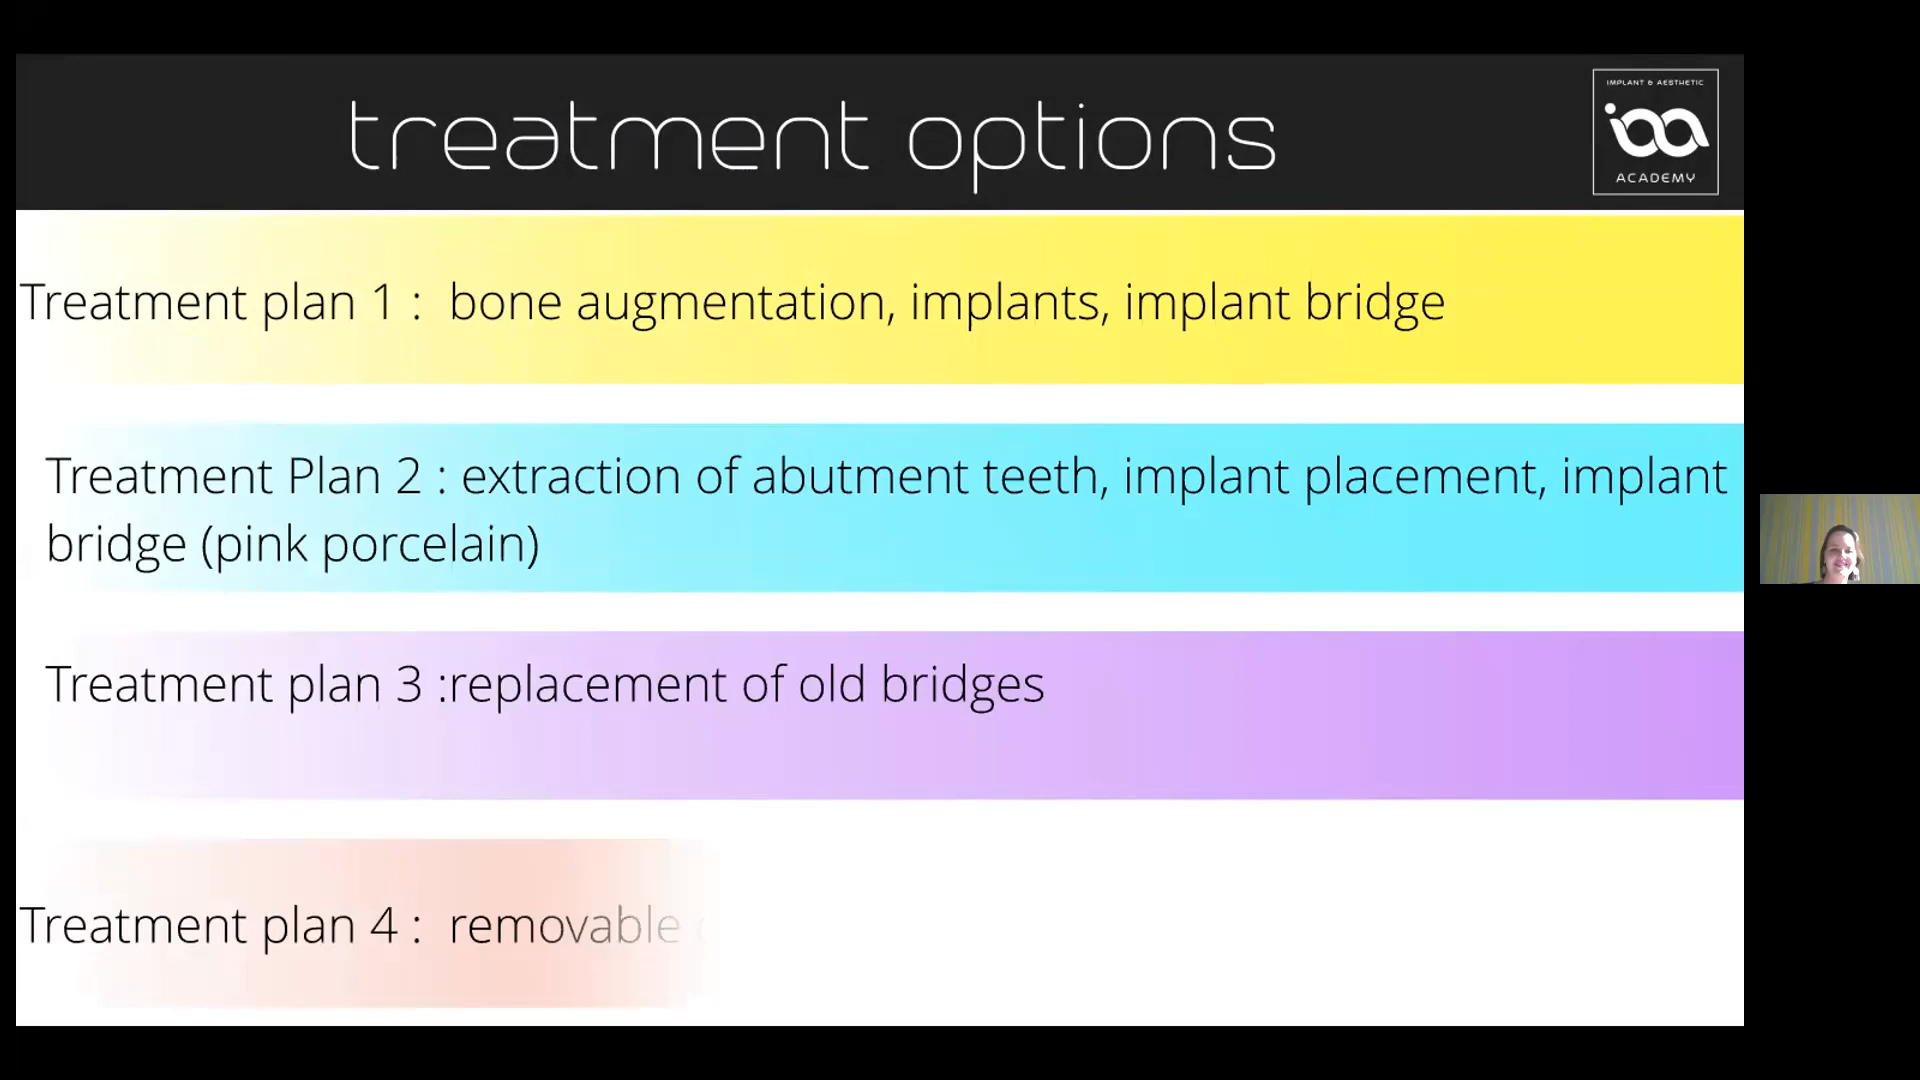 treatment options
IMPLANT & AESTHETIC
iaa
ACADEMY
Treatment plan 1 : bone augmentation, implants, implant bridge
Treatment Plan 2 : extraction of abutment teeth, implant placement, implant
bridge (pink porcelain)
Treatment plan 3 :replacement of old bridges
Treatment plan 4 : removable